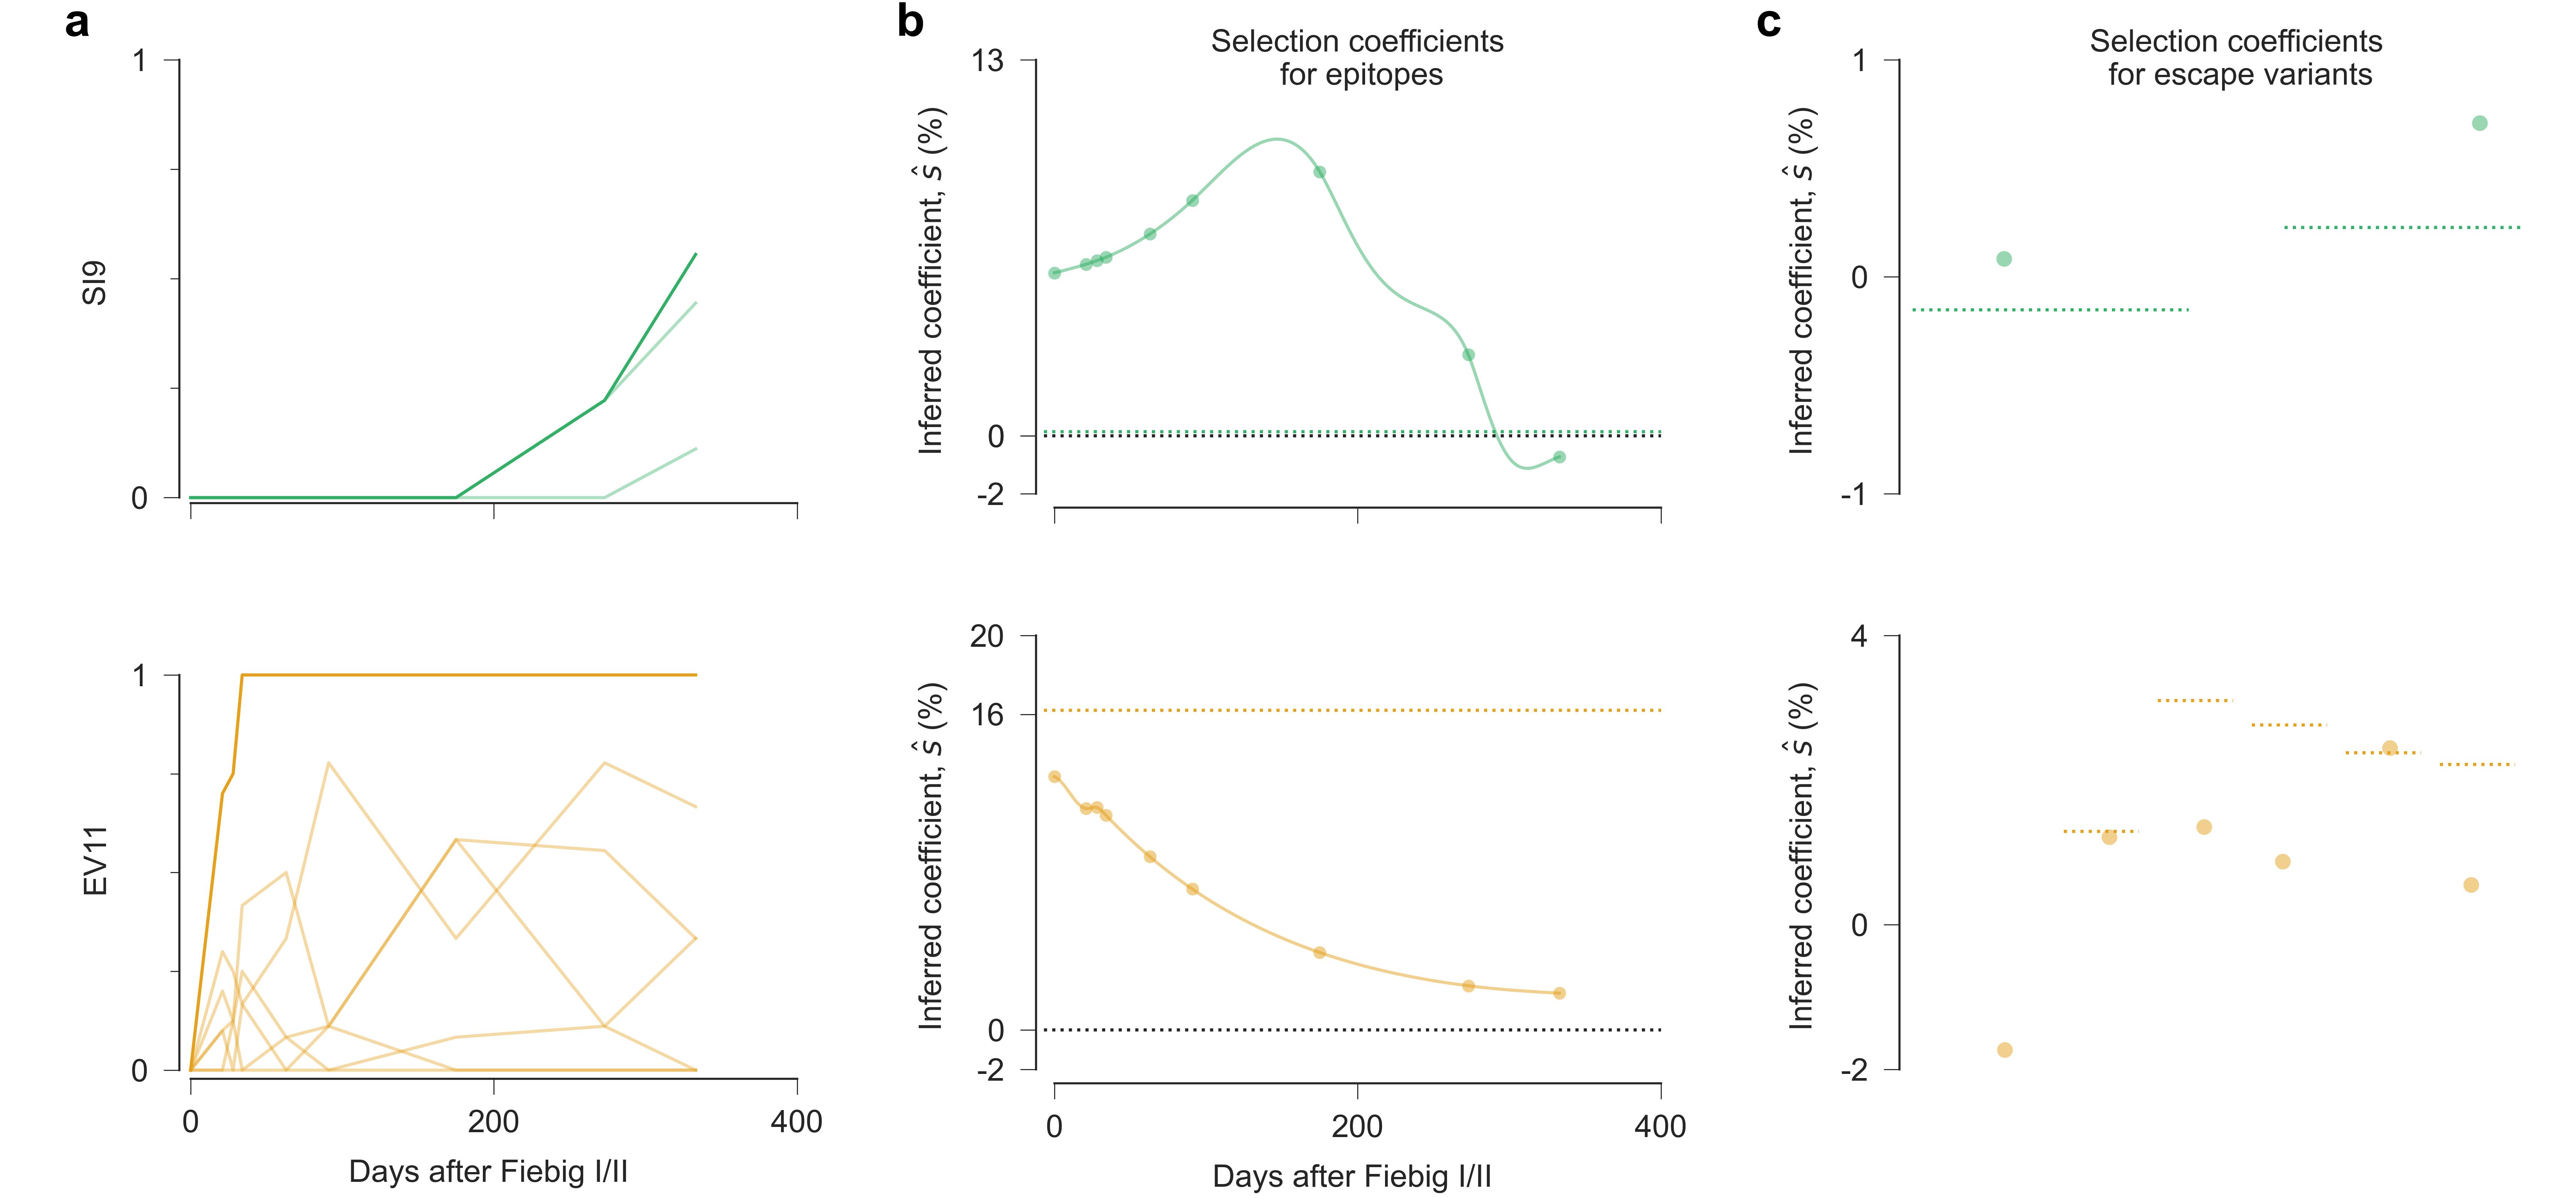 a
1
SI9
0
b
Selection coefficients
for epitopes
13
Inferred coefficient, ŝ (%)
0
-2
c
Selection coefficients
for escape variants
1
Inferred coefficient, ŝ (%)
0
-1
1
EV11
0
0
200
400
Days after Fiebig I/II
20
16
Inferred coefficient, ŝ (%)
0
-2
0
200
400
Days after Fiebig I/II
4
Inferred coefficient, ŝ (%)
0
-2